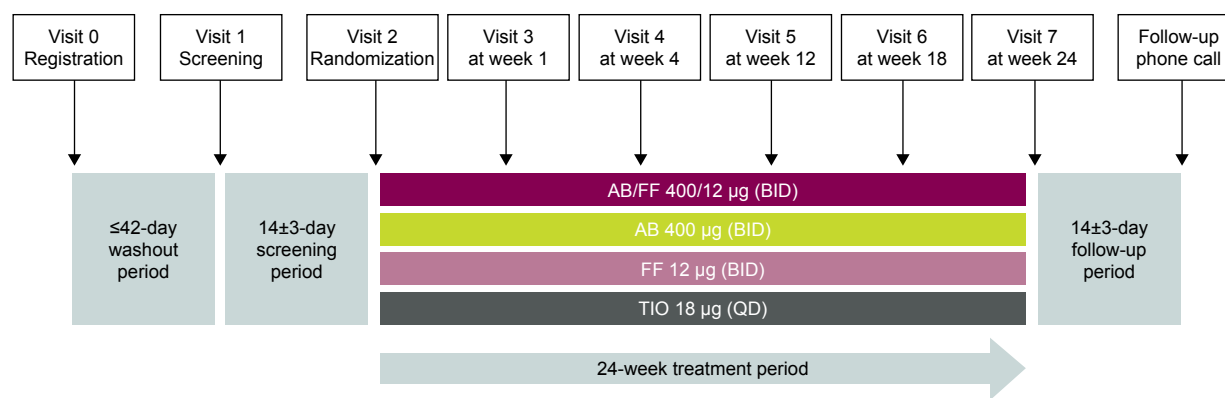 Visit 0
Registration
Visit 1
Screening
Visit 2
Randomization
Visit 3
at week 1
Visit 4
at week 4
Visit 5
at week 12
Visit 6
at week 18
Visit 7
at week 24
Follow-up
phone call
≤42-day
washout
period
14±3-day
screening
period
AB/FF 400/12 µg (BID)
AB 400 µg (BID)
FF 12 µg (BID)
TIO 18 µg (QD)
14±3-day
follow-up
period
24-week treatment period